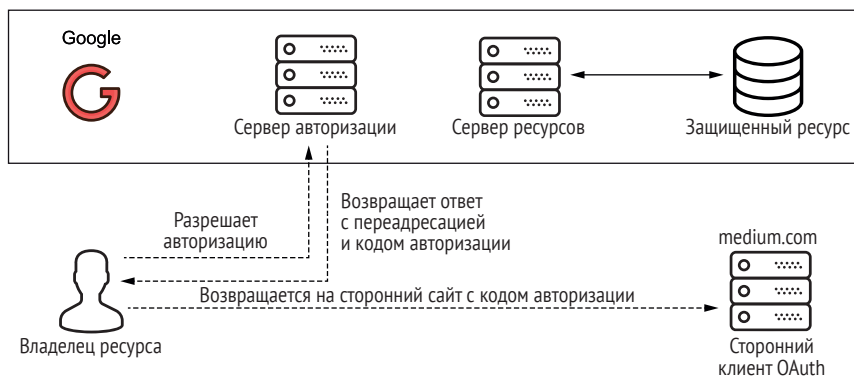 Google
Сервер авторизации
Сервер ресурсов
Защищенный ресурс
Разрешает
авторизацию
Возвращает ответ
с переадресацией
и кодом авторизации
medium.com
Возвращается на сторонний сайт с кодом авторизации
Владелец ресурса
Сторонний
клиент OAuth